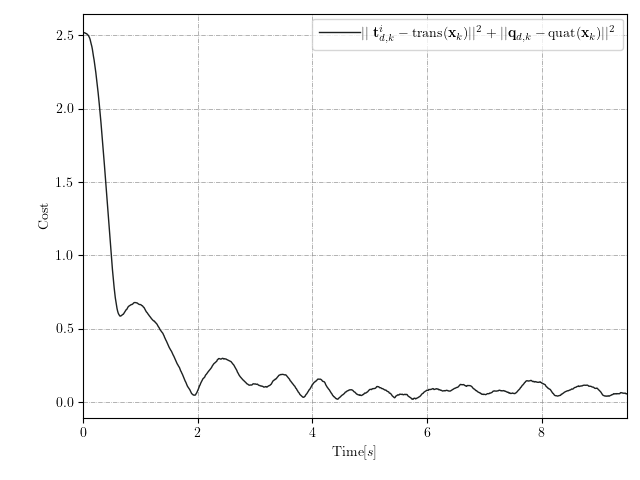 || t^i_{d,k} − trans(x_k)||^2 + ||q_{d,k} − quat(x_k)||^2
2.5
2.0
1.5
1.0
0.5
0.0
Cost
0 2 4 6 8
Time[s]